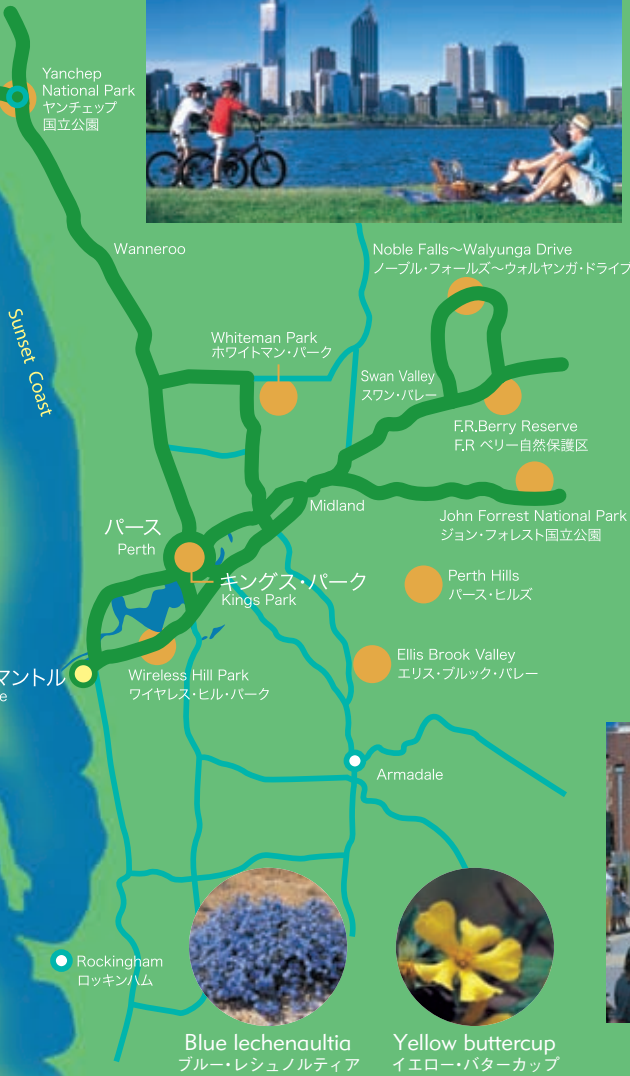 Yanchep
National Park
ヤンチェップ
国立公園
Wanneroo
Noble Falls~Walyunga Drive
ノーブル・フォールズ~ウォルヤンガ・ドライブ
Sunset Coast
Whiteman Park
ホワイトマン・パーク
Swan Valley
スワン・バレー
F.R.Berry Reserve
F.R ベリー自然保護区
Midland
John Forrest National Park
ジョン・フォレスト国立公園
パース
Perth
キングス・パーク
Kings Park
Perth Hills
パース・ヒルズ
マントル
e
Wireless Hill Park
ワイヤレス・ヒル・パーク
Ellis Brook Valley
エリス・ブルック・バレー
Armadale
Rockingham
ロッキンハム
Blue lechenaultia
ブルー・レシュノルティア
Yellow buttercup
イエロー・バターカップ